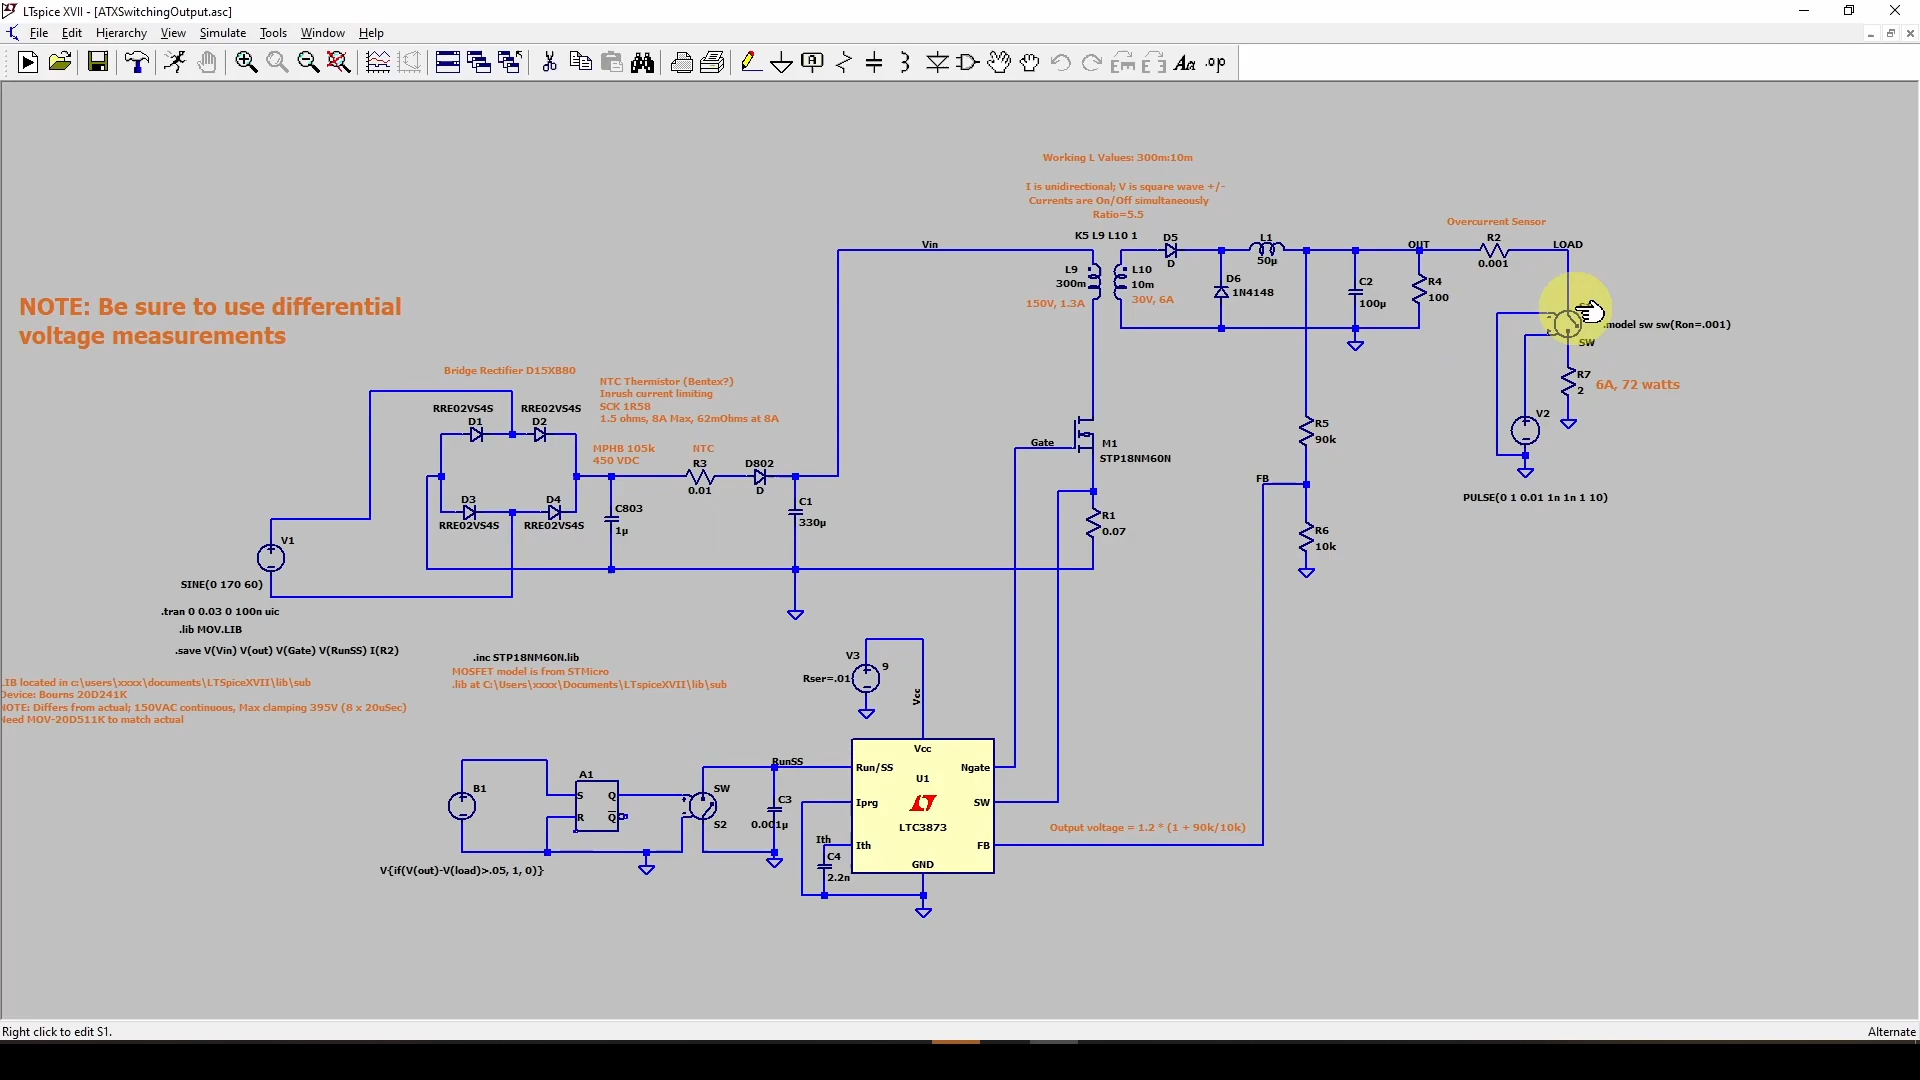 LTspice XVII - [ATXSwitchingOutput.asc]
File Edit Hierarchy View Simulate Tools Window Help
Aa .op
Working L Values: 300m:10m
I is unidirectional; V is square wave +/-
Currents are On/Off simultaneously
Ratio=5.5
K5 L9 L10 1
Vin
L9
300m
150V, 1.3A
L10
10m
30V, 6A
D5
D
L1
50µ
D6
1N4148
C2
100µ
OUT
R4
100
Overcurrent Sensor
R2
0.001
LOAD
.model sw sw(Ron=.001)
SW
R7
2
6A, 72 watts
V2
PULSE(0 1 0.01 1n 1n 1 10)
NOTE: Be sure to use differential
voltage measurements
Bridge Rectifier D15XB80
RRE02VS4S
D1
RRE02VS4S
D2
D3
RRE02VS4S
D4
RRE02VS4S
NTC Thermistor (Bentex?)
Inrush current limiting
SCK 1R58
1.5 ohms, 8A Max, 62mOhms at 8A
MPHB 105k
450 VDC
NTC
R3
0.01
D802
D
C803
1µ
C1
330µ
Gate
M1
STP18NM60N
R1
0.07
R5
90k
FB
R6
10k
V1
SINE(0 170 60)
.tran 0 0.03 0 100n uic
.lib MOV.LIB
.save V(Vin) V(out) V(Gate) V(RunSS) I(R2)
.inc STP18NM60N.lib
MOSFET model is from STMicro
.lib at C:\Users\xxxx\Documents\LTspiceXVII\lib\sub
LIB located in c:\users\xxxx\documents\LTSpiceXVII\lib\sub
Device: Bourns 20D241K
NOTE: Differs from actual; 150VAC continuous, Max clamping 395V (8 x 20uSec)
Need MOV-20D511K to match actual
V3
9
Rser=.01
Vcc
Vcc
Run/SS
Ngate
U1
Iprg
SW
LTC3873
Ith
FB
GND
B1
A1
S
Q
R
Q
SW
S2
RunSS
C3
0.001µ
Ith
C4
2.2n
V{if(V(out)-V(load)>.05, 1, 0)}
Output voltage = 1.2 * (1 + 90k/10k)
Right click to edit S1.
Alternate